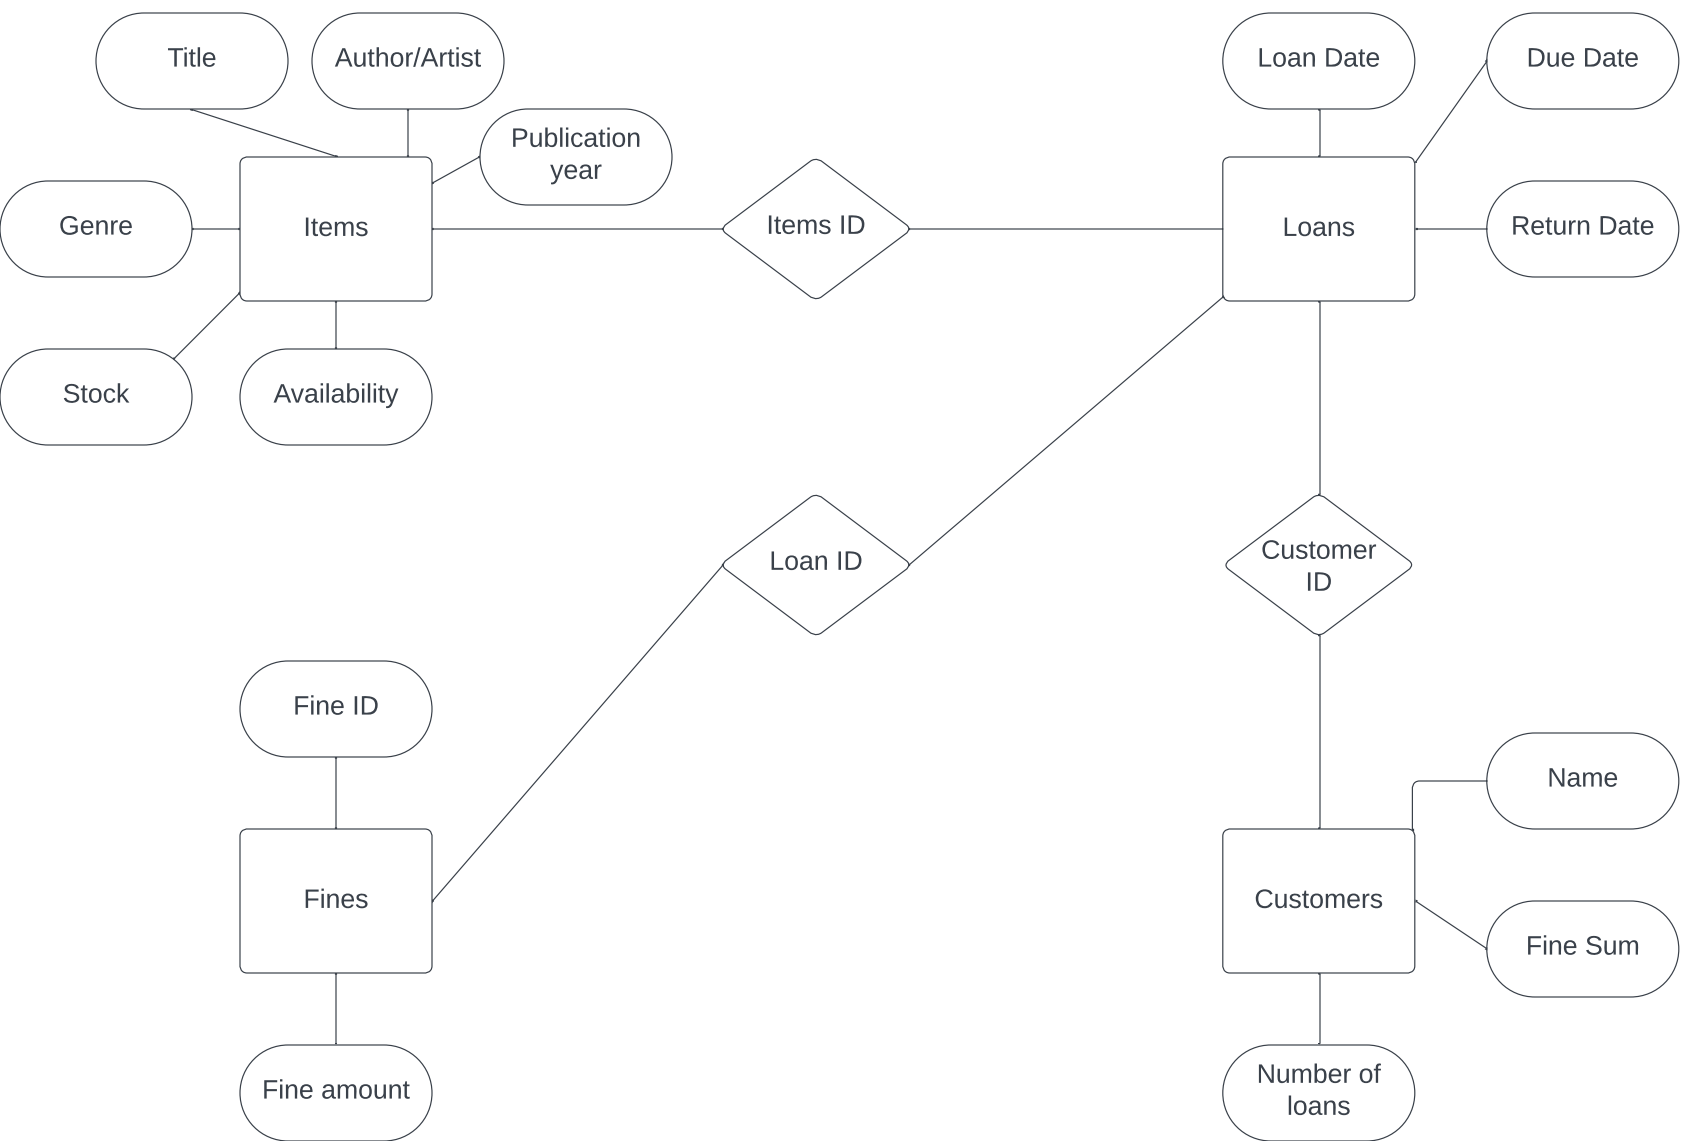 Title
Author/Artist
Loan Date
Due Date
Publication
year
Genre
Items
Items ID
Loans
Return Date
Stock
Availability
Loan ID
Customer
ID
Fine ID
Name
Fines
Customers
Fine Sum
Fine amount
Number of
loans